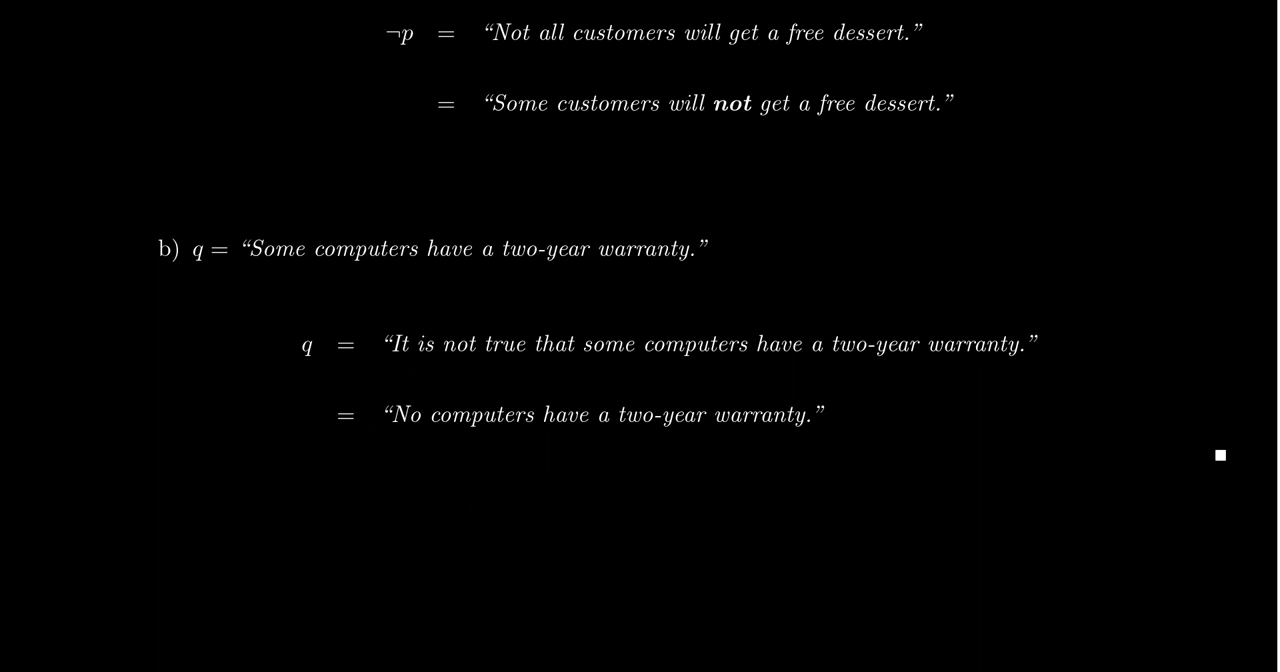 ¬p = “Not all customers will get a free dessert.”
= “Some customers will not get a free dessert.”
b) q = “Some computers have a two-year warranty.”
q = “It is not true that some computers have a two-year warranty.”
= “No computers have a two-year warranty.”